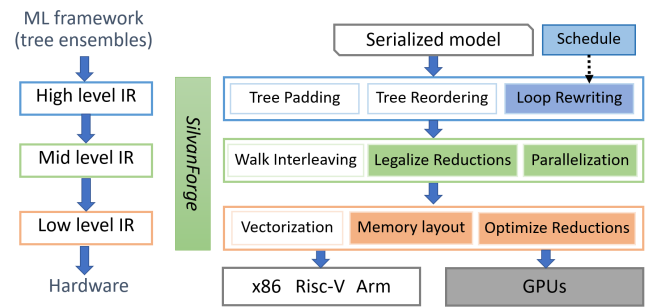 ML framework
(tree ensembles)
High level IR
Mid level IR
Low level IR
Hardware
SilvanForge
Serialized model
Schedule
Tree Padding
Tree Reordering
Loop Rewriting
Walk Interleaving
Legalize Reductions
Parallelization
Vectorization
Memory layout
Optimize Reductions
x86 Risc-V Arm
GPUs